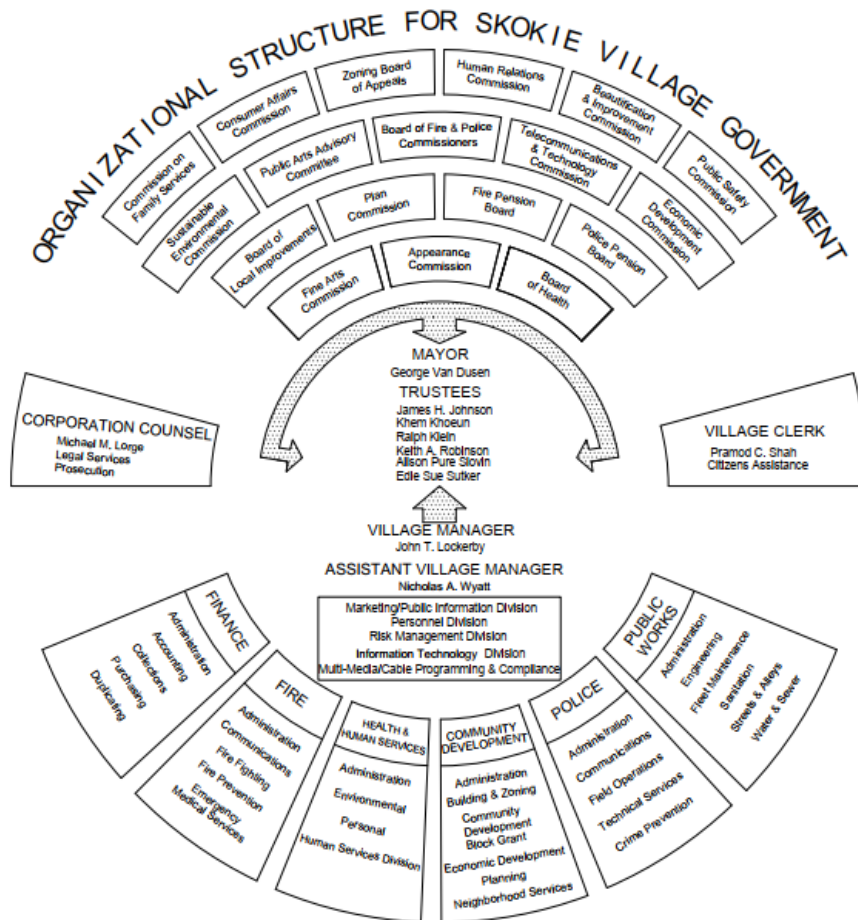 ORGANIZATIONAL STRUCTURE FOR SKOKIE VILLAGE GOVERNMENT
Commission on
Family Services
Consumer Affairs
Commission
Zoning Board
of Appeals
Human Relations
Commission
Beautification
& Improvement
Commission
Public Safety
Commission
Sustainable
Environmental
Commission
Public Arts Advisory
Committee
Board of Fire & Police
Commissioners
Telecommunications
& Technology
Commission
Economic
Development
Commission
Board of
Local Improvements
Plan
Commission
Fire Pension
Board
Police Pension
Board
Fine Arts
Commission
Appearance
Commission
Board
of Health
MAYOR
George Van Dusen
TRUSTEES
James H. Johnson
Khem Khoeun
Ralph Klein
Keith A. Robinson
Alison Pure Slovin
Edie Sue Sutker
CORPORATION COUNSEL
Michael M. Lorge
Legal Services
Prosecution
VILLAGE CLERK
Pramod C. Shah
Citizens Assistance
VILLAGE MANAGER
John T. Lockerby
ASSISTANT VILLAGE MANAGER
Nicholas A. Wyatt
Marketing/Public Information Division
Personnel Division
Risk Management Division
Information Technology Division
Multi-Media/Cable Programming & Compliance
FINANCE
Administration
Accounting
Collections
Purchasing
Duplicating
FIRE
Administration
Communications
Fire Fighting
Fire Prevention
Emergency
Medical Services
HEALTH &
HUMAN SERVICES
Administration
Environmental
Personal
Human Services Division
COMMUNITY
DEVELOPMENT
Administration
Building & Zoning
Community
Development
Block Grant
Economic Development
Planning
Neighborhood Services
POLICE
Administration
Communications
Field Operations
Technical Services
Crime Prevention
PUBLIC
WORKS
Administration
Engineering
Fleet Maintenance
Sanitation
Streets & Alleys
Water & Sewer